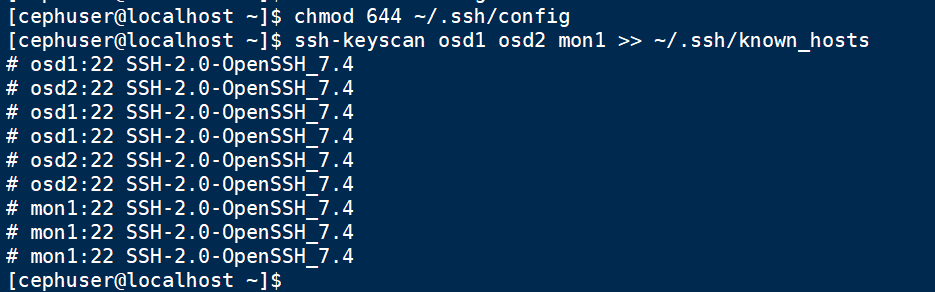 [cephuser@localhost ~]$ chmod 644 ~/.ssh/config
[cephuser@localhost ~]$ ssh-keyscan osd1 osd2 mon1 >> ~/.ssh/known_hosts
# osd1:22 SSH-2.0-OpenSSH_7.4
# osd2:22 SSH-2.0-OpenSSH_7.4
# osd1:22 SSH-2.0-OpenSSH_7.4
# osd1:22 SSH-2.0-OpenSSH_7.4
# osd2:22 SSH-2.0-OpenSSH_7.4
# osd2:22 SSH-2.0-OpenSSH_7.4
# mon1:22 SSH-2.0-OpenSSH_7.4
# mon1:22 SSH-2.0-OpenSSH_7.4
# mon1:22 SSH-2.0-OpenSSH_7.4
[cephuser@localhost ~]$